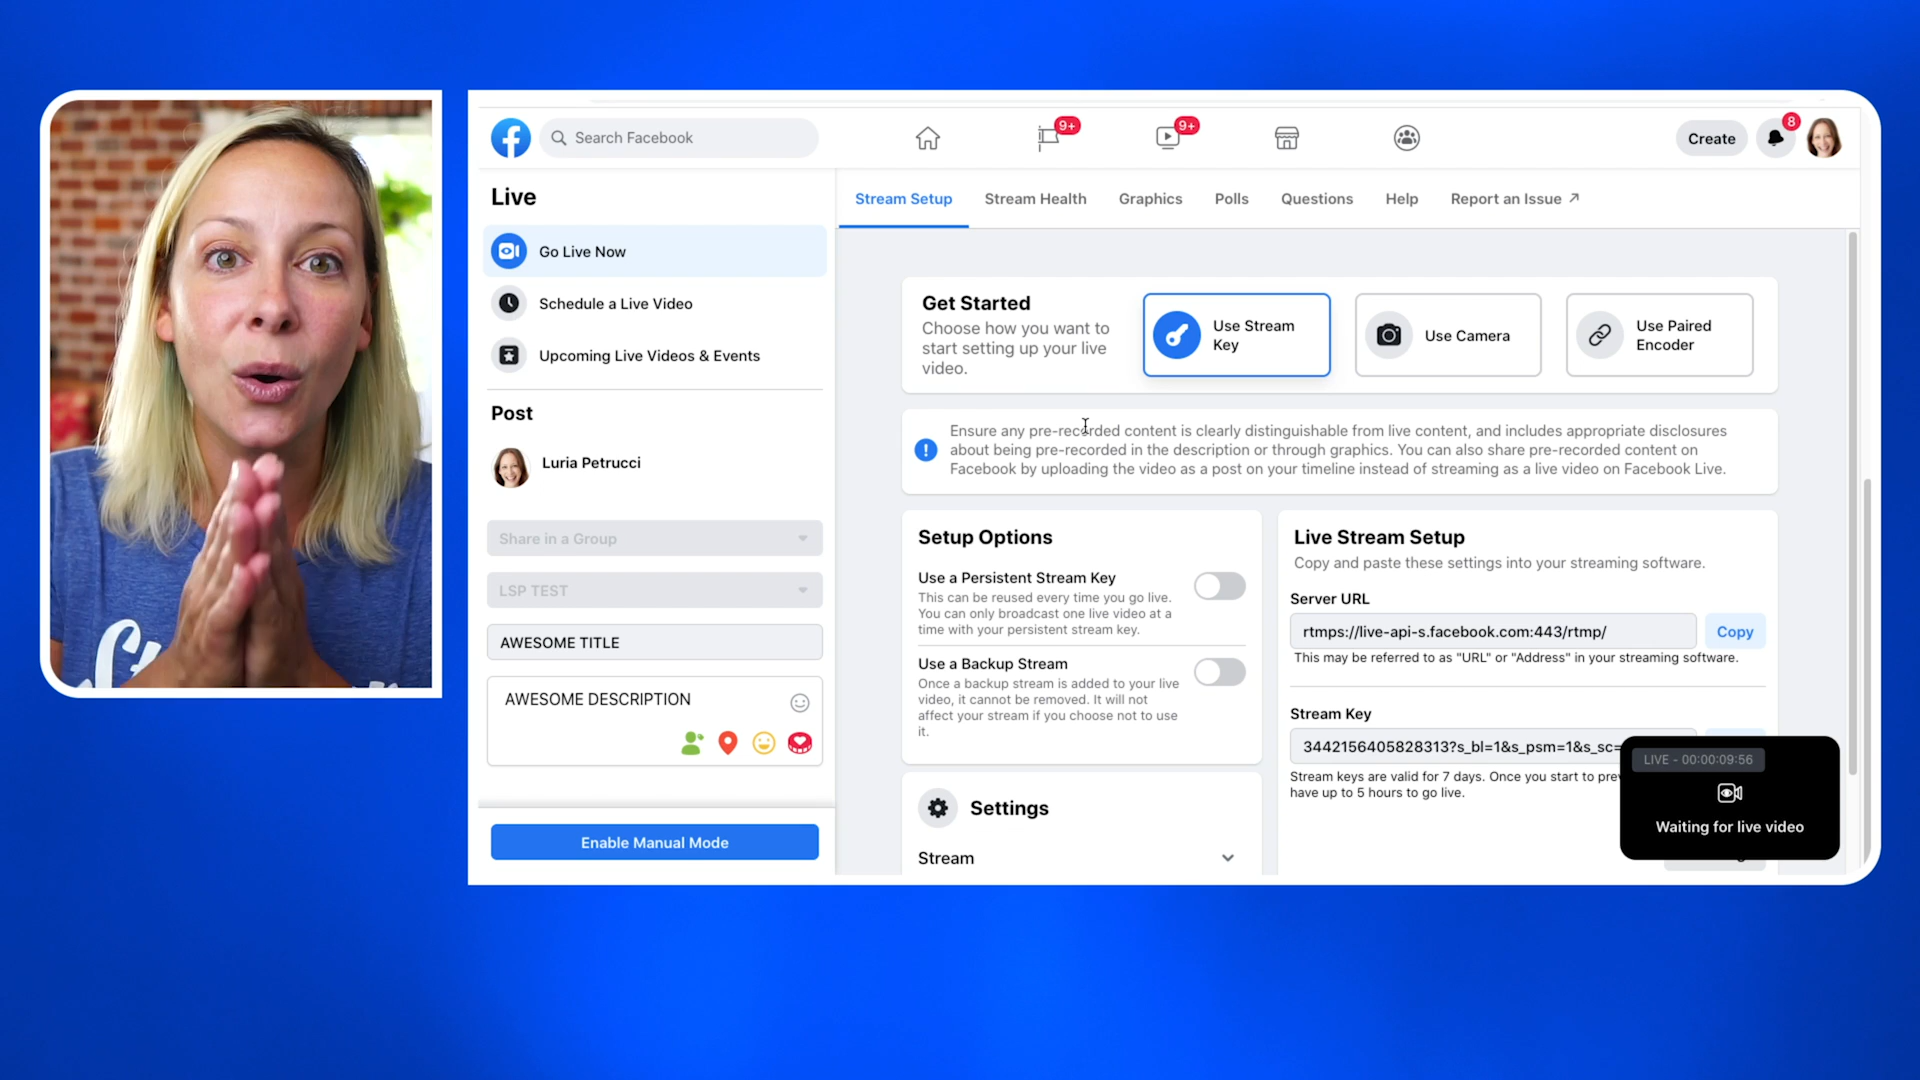 Search Facebook
9+
9+
Create
8
Live
Go Live Now
Schedule a Live Video
Upcoming Live Videos & Events
Post
Luria Petrucci
Share in a Group
LSP TEST
AWESOME TITLE
AWESOME DESCRIPTION
Enable Manual Mode
Stream Setup
Stream Health
Graphics
Polls
Questions
Help
Report an Issue
Get Started
Choose how you want to
start setting up your live
video.
Use Stream
Key
Use Camera
Use Paired
Encoder
Ensure any pre-recorded content is clearly distinguishable from live content, and includes appropriate disclosures
about being pre-recorded in the description or through graphics. You can also share pre-recorded content on
Facebook by uploading the video as a post on your timeline instead of streaming as a live video on Facebook Live.
Setup Options
Use a Persistent Stream Key
This can be reused every time you go live.
You can only broadcast one live video at a
time with your persistent stream key.
Use a Backup Stream
Once a backup stream is added to your live
video, it cannot be removed. It will not
affect your stream if you choose not to use
it.
Settings
Stream
Live Stream Setup
Copy and paste these settings into your streaming software.
Server URL
rtmps://live-api-s.facebook.com:443/rtmp/
Copy
This may be referred to as "URL" or "Address" in your streaming software.
Stream Key
3442156405828313?s_bl=1&s_psm=1&s_sc=
Stream keys are valid for 7 days. Once you start to
have up to 5 hours to go live.
LIVE - 00:00:09:56
Waiting for live video